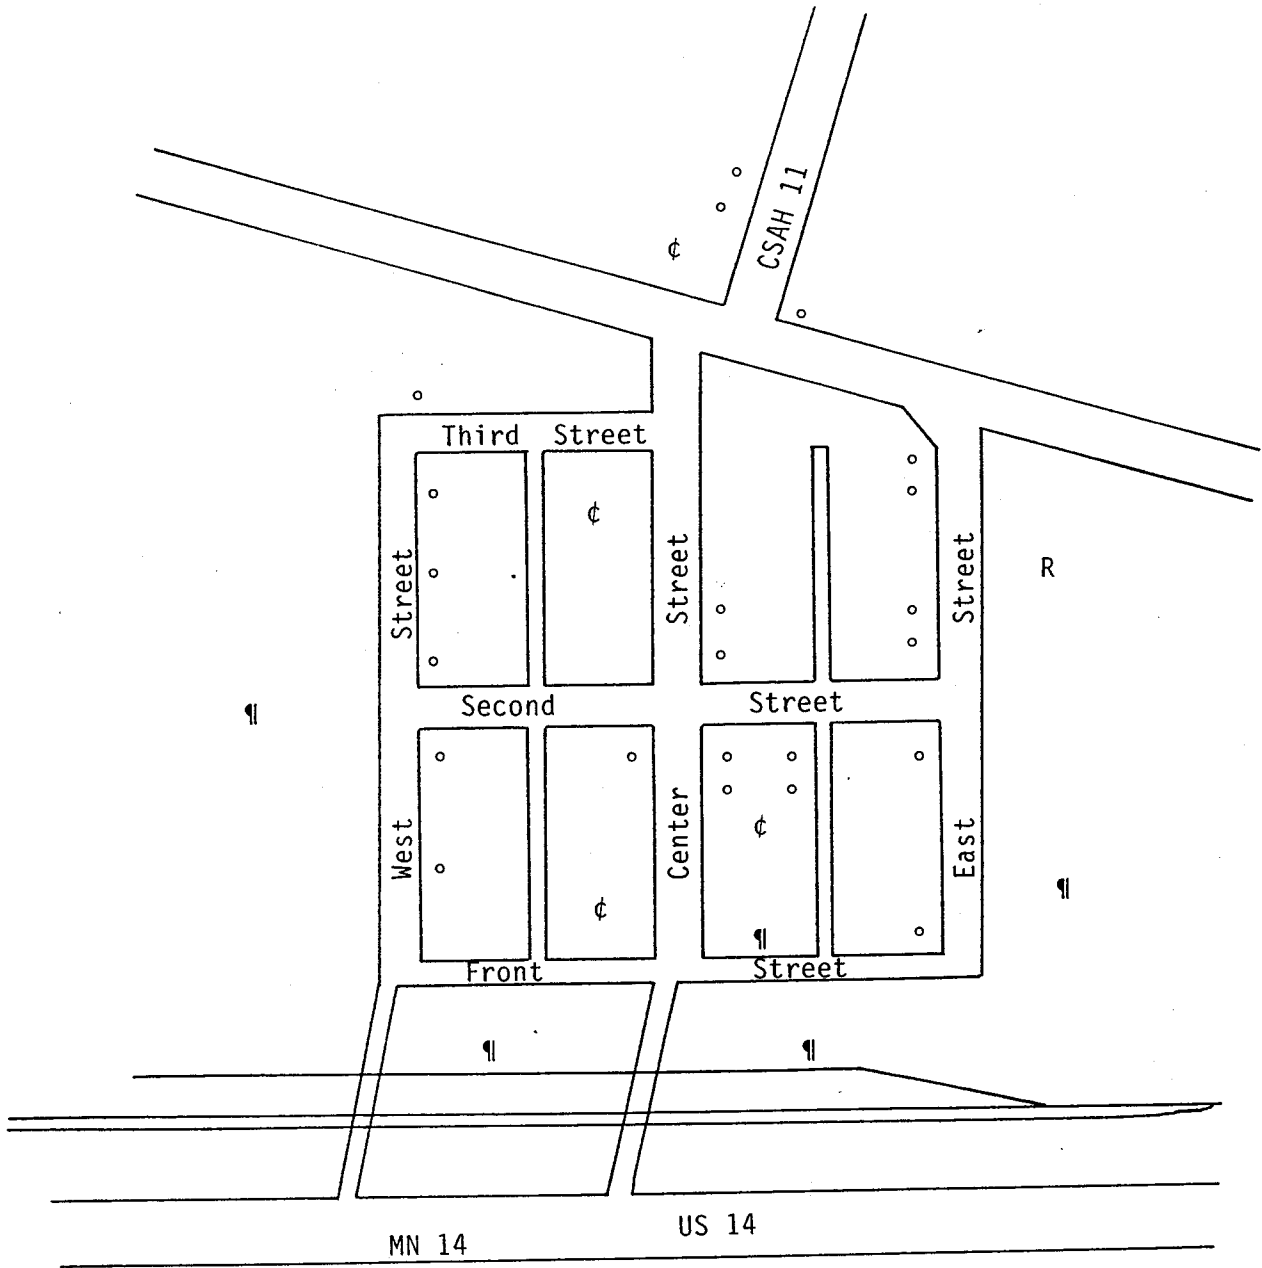 CSAH 11
¢
Third Street
¢
Street
Street
Street
R
Second Street
¶
West
Center
East
¢
¶
¢
¶
Front Street
¶
¶
US 14
MN 14